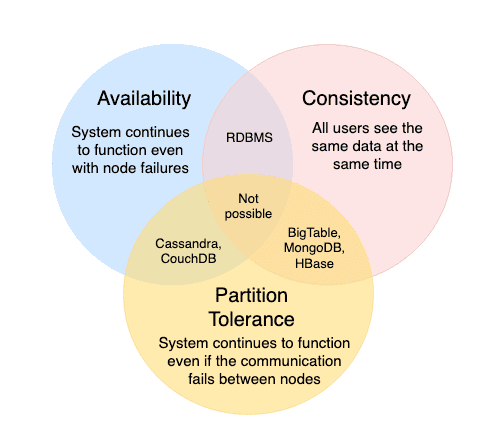 Availability
System continues
to function even
with node failures
Consistency
All users see the
same data at the
same time
RDBMS
Not
possible
Cassandra,
CouchDB
BigTable,
MongoDB,
HBase
Partition
Tolerance
System continues to function
even if the communication
fails between nodes